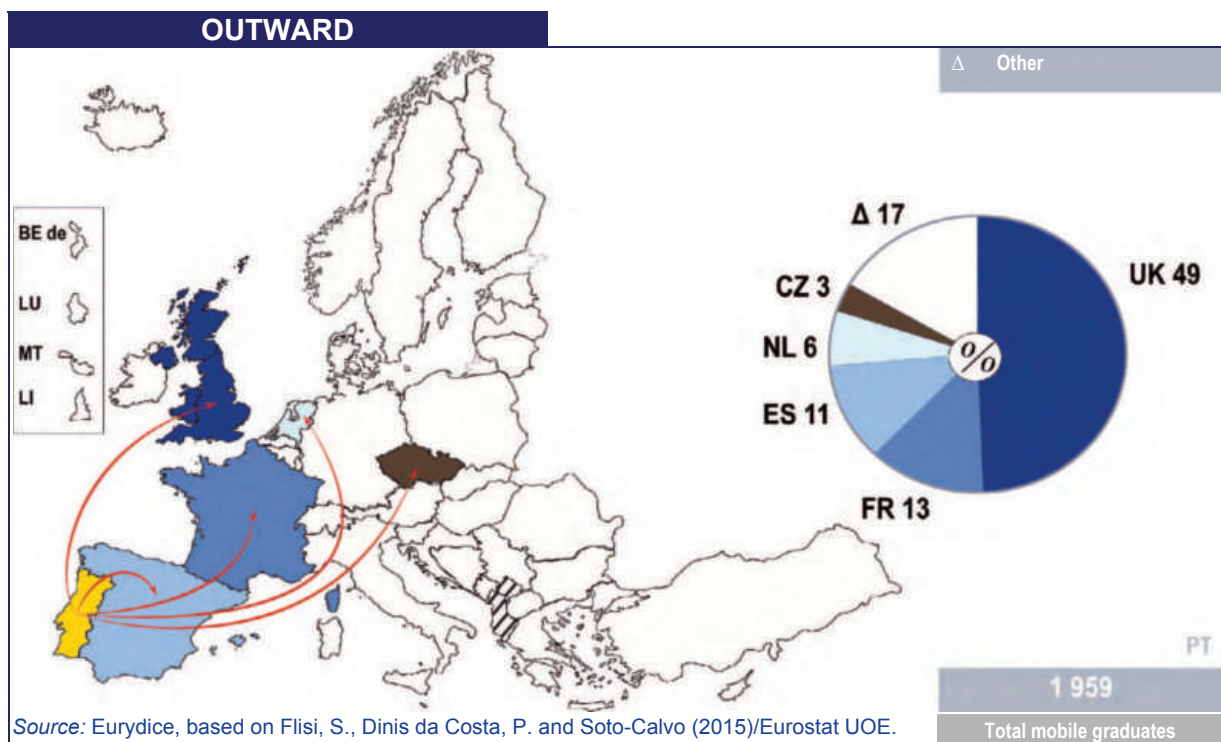 OUTWARD
Δ Other
BE de
LU
MT
LI
Δ 17
UK 49
CZ 3
NL 6
%
ES 11
FR 13
PT
1 959
Source: Eurydice, based on Flisi, S., Dinis da Costa, P. and Soto-Calvo (2015)/Eurostat UOE.
Total mobile graduates